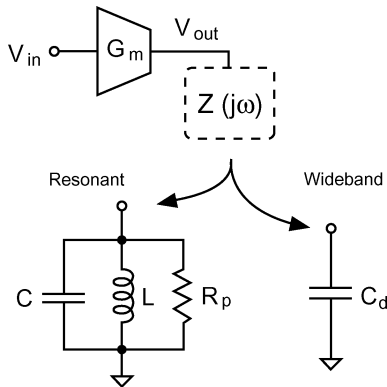 V_out
V_in
G_m
Z (jω)
Resonant
Wideband
C
L
R_p
C_d